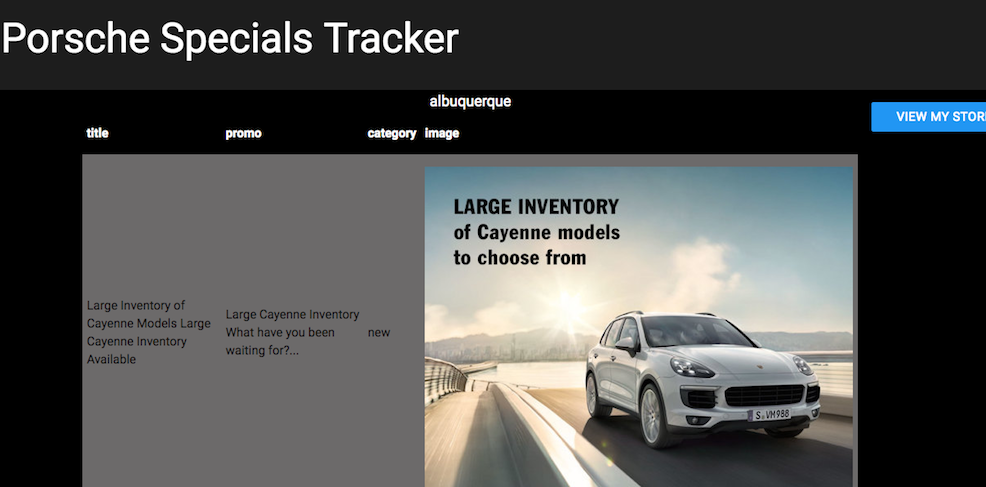 Porsche Specials Tracker
albuquerque
VIEW MY STOR
title promo category image
LARGE INVENTORY
of Cayenne models
to choose from
Large Inventory of
Cayenne Models Large
Cayenne Inventory
Available
Large Cayenne Inventory
What have you been
waiting for?...
new
S VM 988